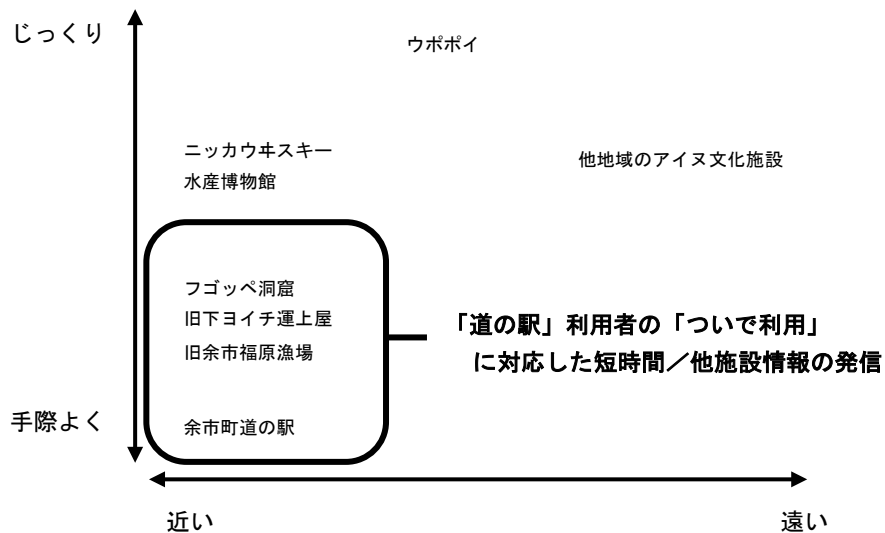 じっくり
ウポポイ
ニッカウヰスキー
水産博物館
他地域のアイヌ文化施設
フゴッペ洞窟
旧下ヨイチ運上屋
旧余市福原漁場
「道の駅」利用者の「ついで利用」
に対応した短時間／他施設情報の発信
手際よく
余市町道の駅
近い
遠い